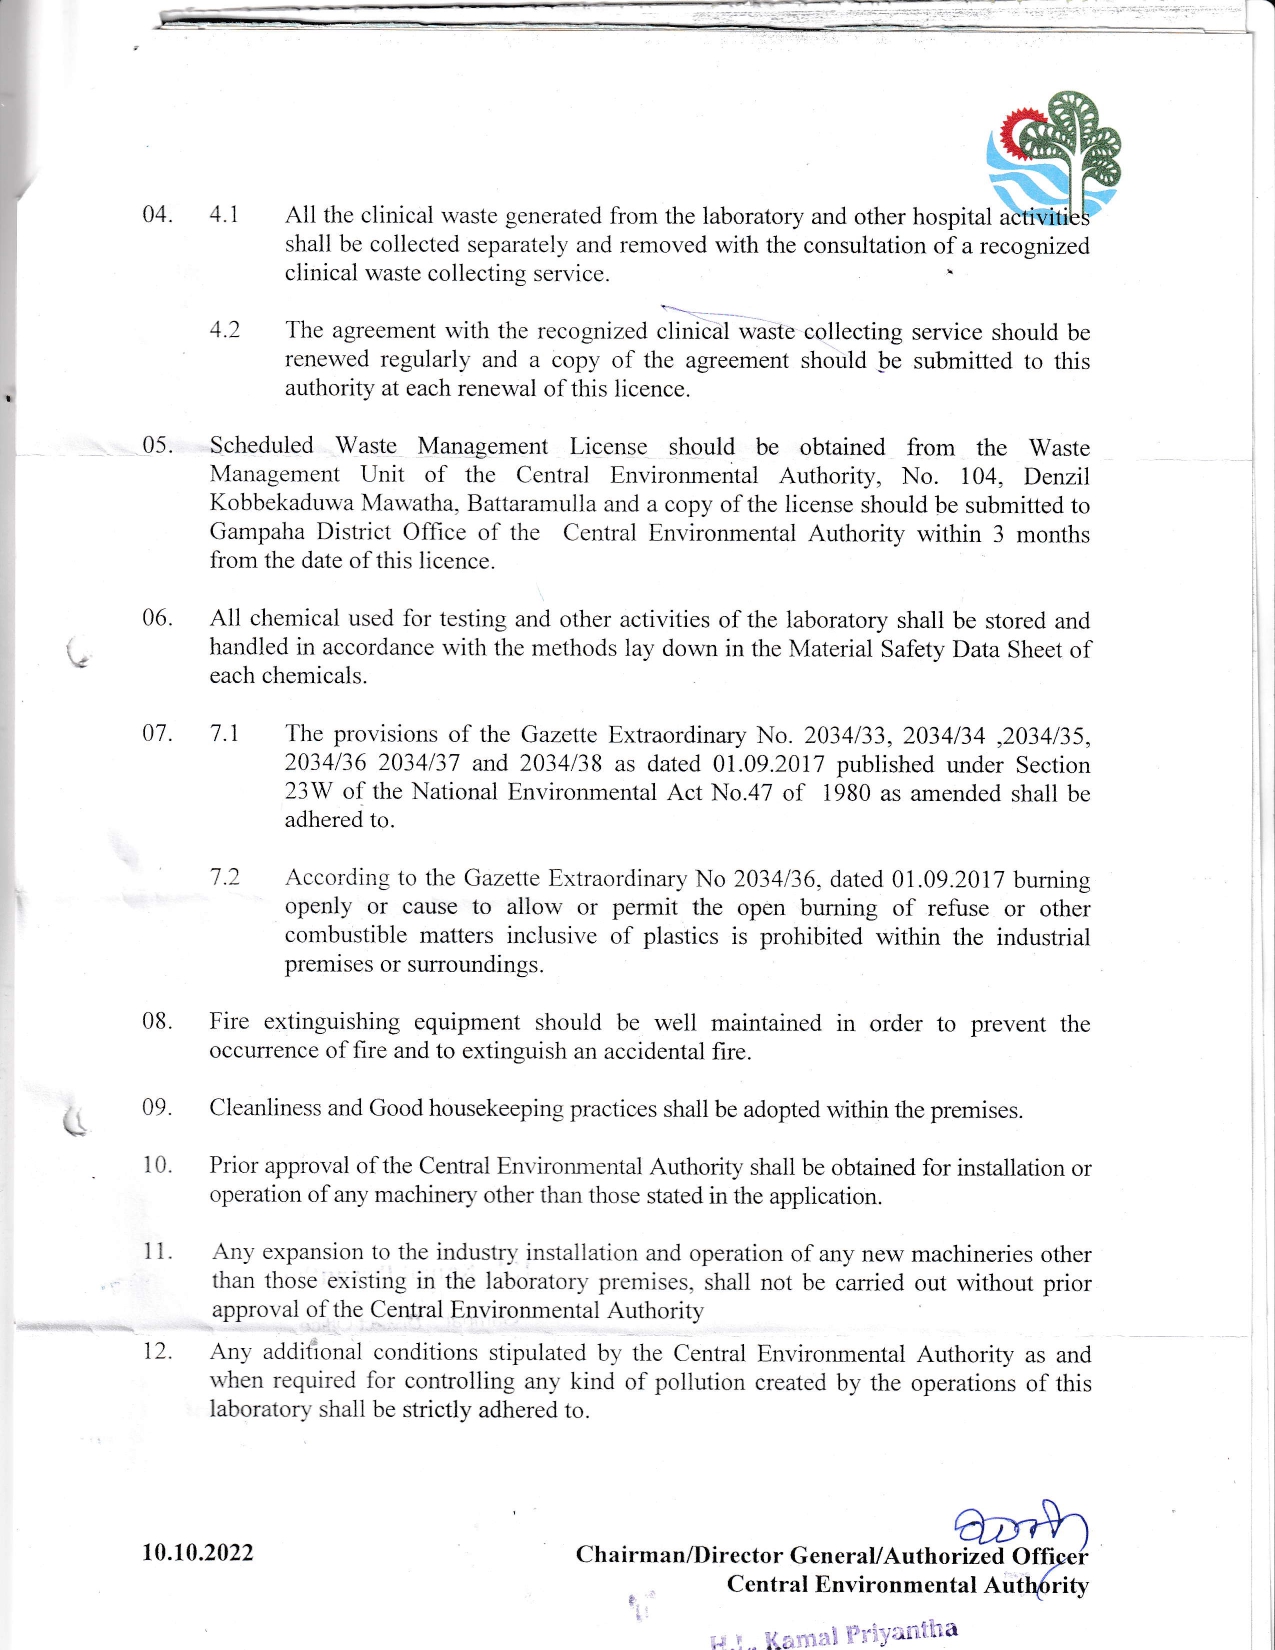 04. 4.1 All the clinical waste generated from the laboratory and other hospital activities
shall be collected separately and removed with the consultation of a recognized
clinical waste collecting service.
4.2 The agreement with the recognized clinical waste collecting service should be
renewed regularly and a copy of the agreement should be submitted to this
authority at each renewal of this licence.
05. Scheduled Waste Management License should be obtained from the Waste
Management Unit of the Central Environmental Authority, No. 104, Denzil
Kobbekaduwa Mawatha, Battaramulla and a copy of the license should be submitted to
Gampaha District Office of the Central Environmental Authority within 3 months
from the date of this licence.
06. All chemical used for testing and other activities of the laboratory shall be stored and
handled in accordance with the methods lay down in the Material Safety Data Sheet of
each chemicals.
07. 7.1 The provisions of the Gazette Extraordinary No. 2034/33, 2034/34 ,2034/35,
2034/36 2034/37 and 2034/38 as dated 01.09.2017 published under Section
23W of the National Environmental Act No.47 of 1980 as amended shall be
adhered to.
7.2 According to the Gazette Extraordinary No 2034/36, dated 01.09.2017 burning
openly or cause to allow or permit the open burning of refuse or other
combustible matters inclusive of plastics is prohibited within the industrial
premises or surroundings.
08. Fire extinguishing equipment should be well maintained in order to prevent the
occurrence of fire and to extinguish an accidental fire.
09. Cleanliness and Good housekeeping practices shall be adopted within the premises.
10. Prior approval of the Central Environmental Authority shall be obtained for installation or
operation of any machinery other than those stated in the application.
11. Any expansion to the industry installation and operation of any new machineries other
than those existing in the laboratory premises, shall not be carried out without prior
approval of the Central Environmental Authority
12. Any additional conditions stipulated by the Central Environmental Authority as and
when required for controlling any kind of pollution created by the operations of this
laboratory shall be strictly adhered to.
10.10.2022
Chairman/Director General/Authorized Officer
Central Environmental Authority
Kamal Priyantha